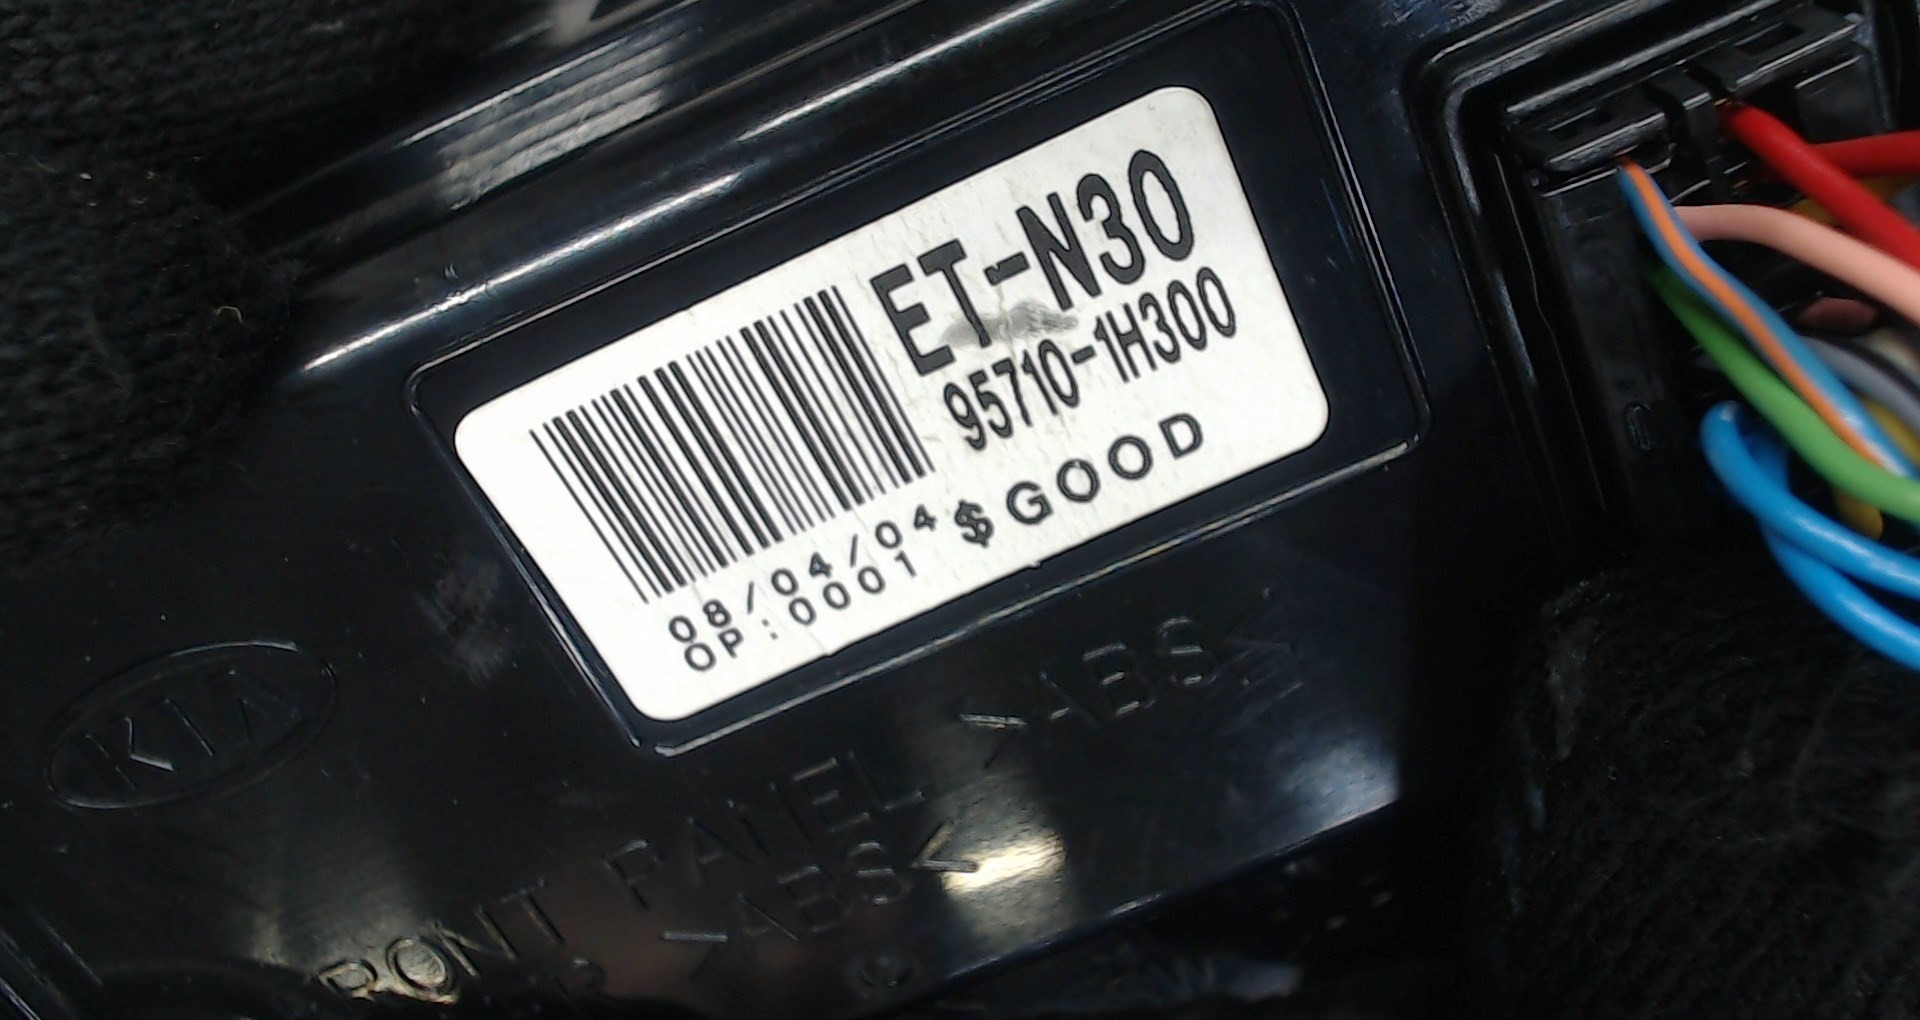 ET-N30
95710-1H300
08/04/04 $GOOD
OP:0001
>ABS<
KIA
FRONT PANEL
>ABS<